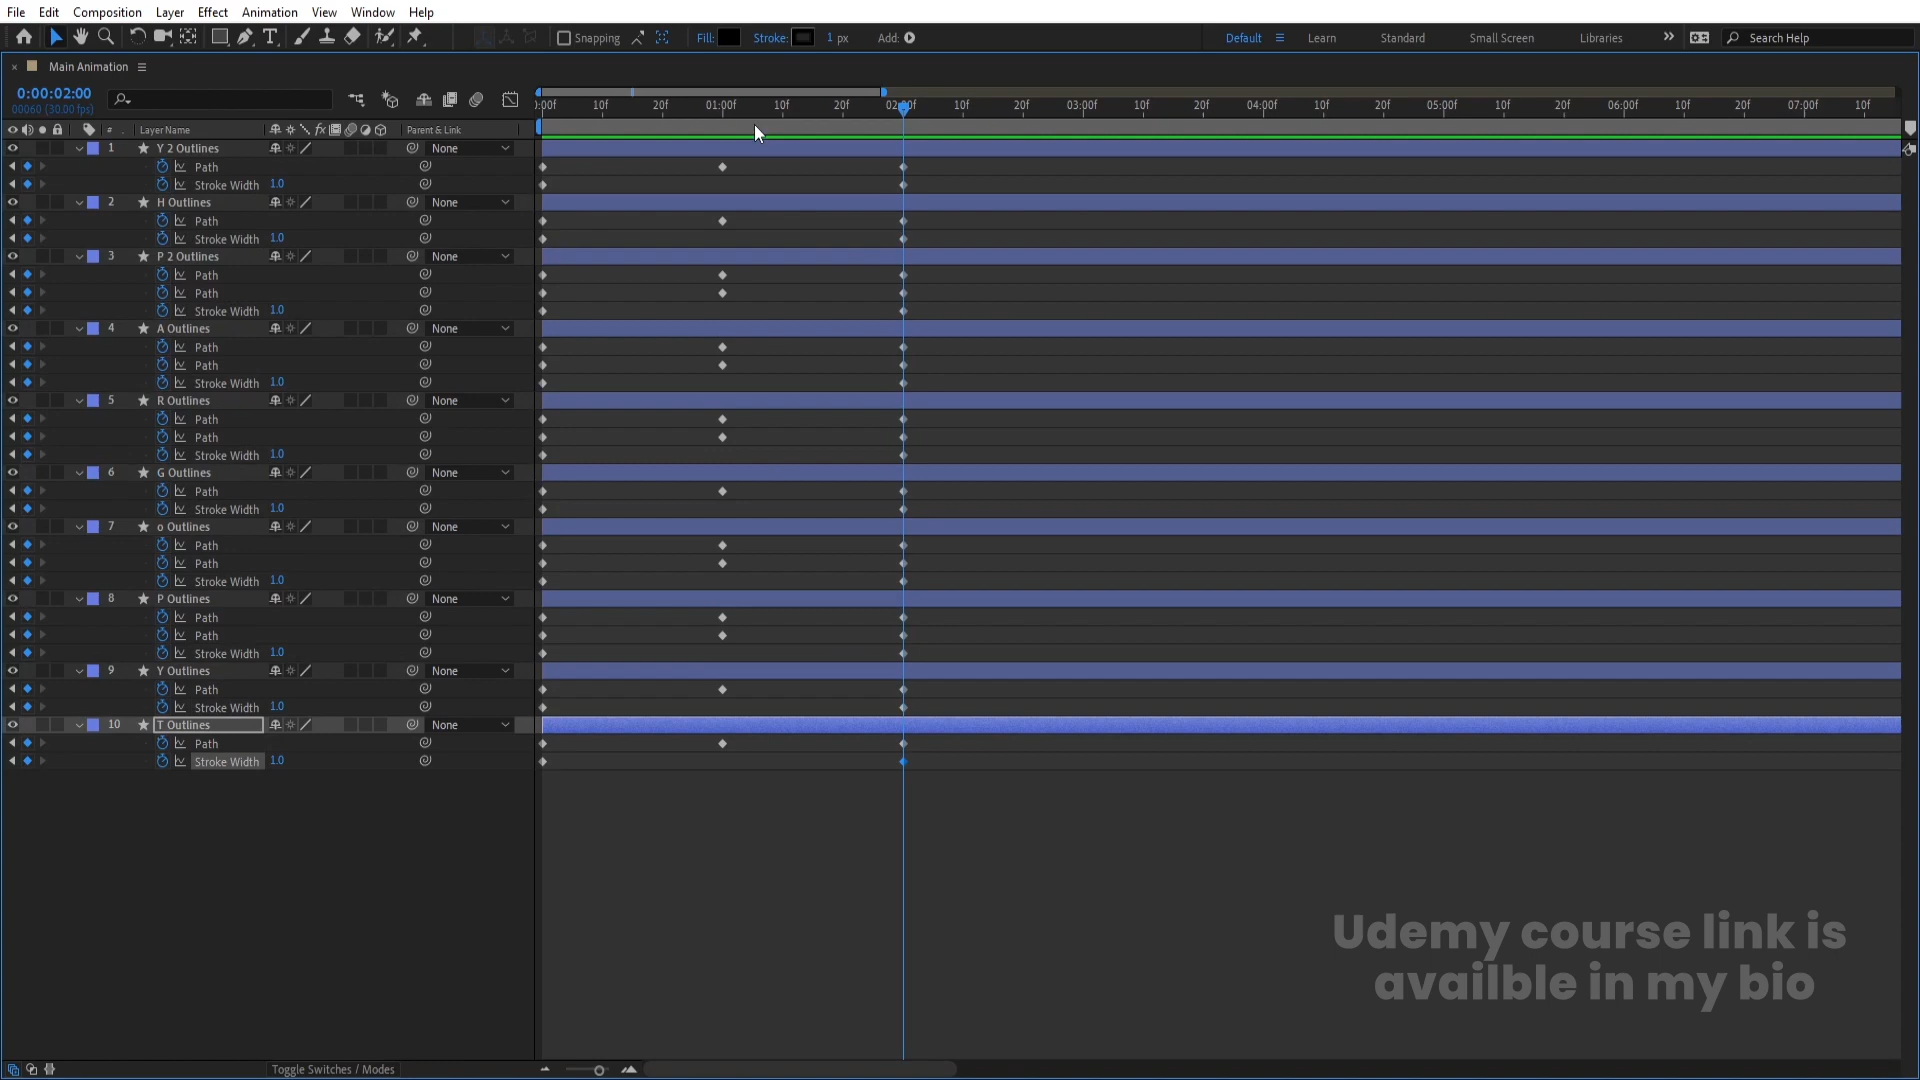 File Edit Composition Layer Effect Animation View Window Help
Snapping Fill: Stroke: 1 px Add: Default Learn Standard Small Screen Libraries Search Help
Main Animation
0:00:02:00
00060 (30.00 fps)
0:00f 10f 20f 01:00f 10f 20f 02:00f 10f 20f 03:00f 10f 20f 04:00f 10f 20f 05:00f 10f 20f 06:00f 10f 20f 07:00f 10f
# Layer Name fx Parent & Link
1 Y 2 Outlines None
Path
Stroke Width 1.0
2 H Outlines None
Path
Stroke Width 1.0
3 P 2 Outlines None
Path
Path
Stroke Width 1.0
4 A Outlines None
Path
Path
Stroke Width 1.0
5 R Outlines None
Path
Path
Stroke Width 1.0
6 G Outlines None
Path
Stroke Width 1.0
7 o Outlines None
Path
Path
Stroke Width 1.0
8 P Outlines None
Path
Path
Stroke Width 1.0
9 Y Outlines None
Path
Stroke Width 1.0
10 T Outlines None
Path
Stroke Width 1.0
Udemy course link is
availble in my bio
Toggle Switches / Modes